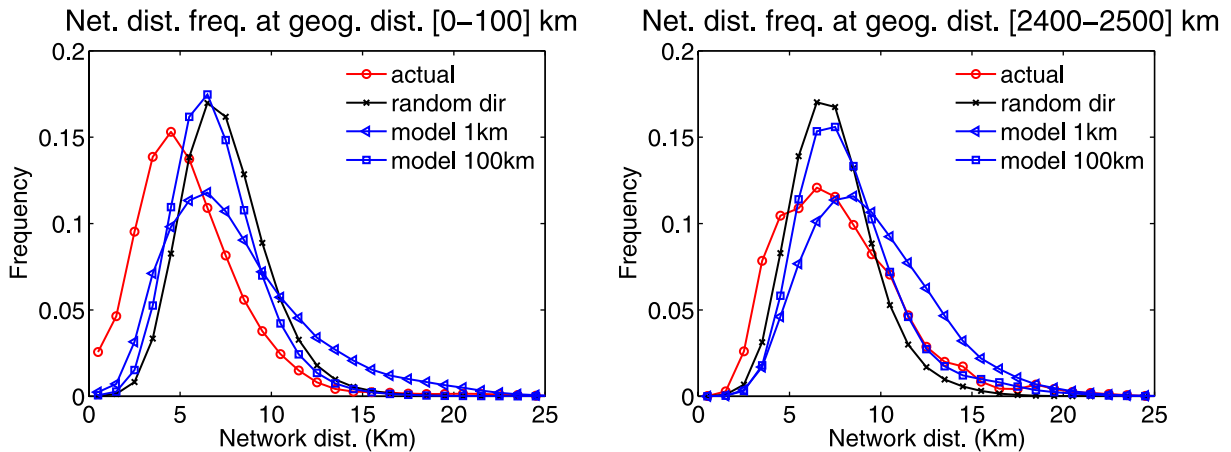 Net. dist. freq. at geog. dist. [0−100] km
0.2
0.15
0.1
0.05
0
Frequency
actual
random dir
model 1km
model 100km
0 5 10 15 20 25
Network dist. (Km)
Net. dist. freq. at geog. dist. [2400−2500] km
0.2
0.15
0.1
0.05
0
Frequency
actual
random dir
model 1km
model 100km
0 5 10 15 20 25
Network dist. (Km)